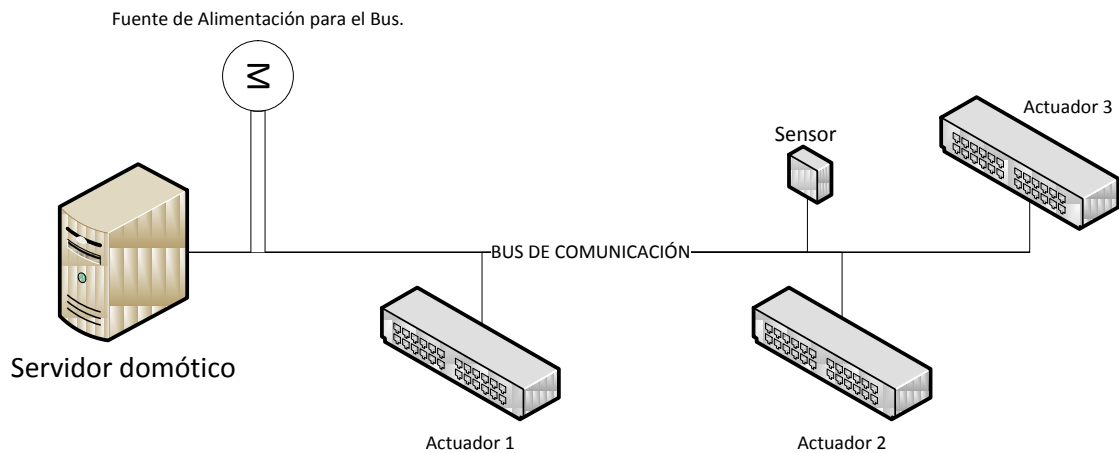 Fuente de Alimentación para el Bus.
M
Actuador 3
Sensor
BUS DE COMUNICACIÓN
Servidor domótico
Actuador 1
Actuador 2